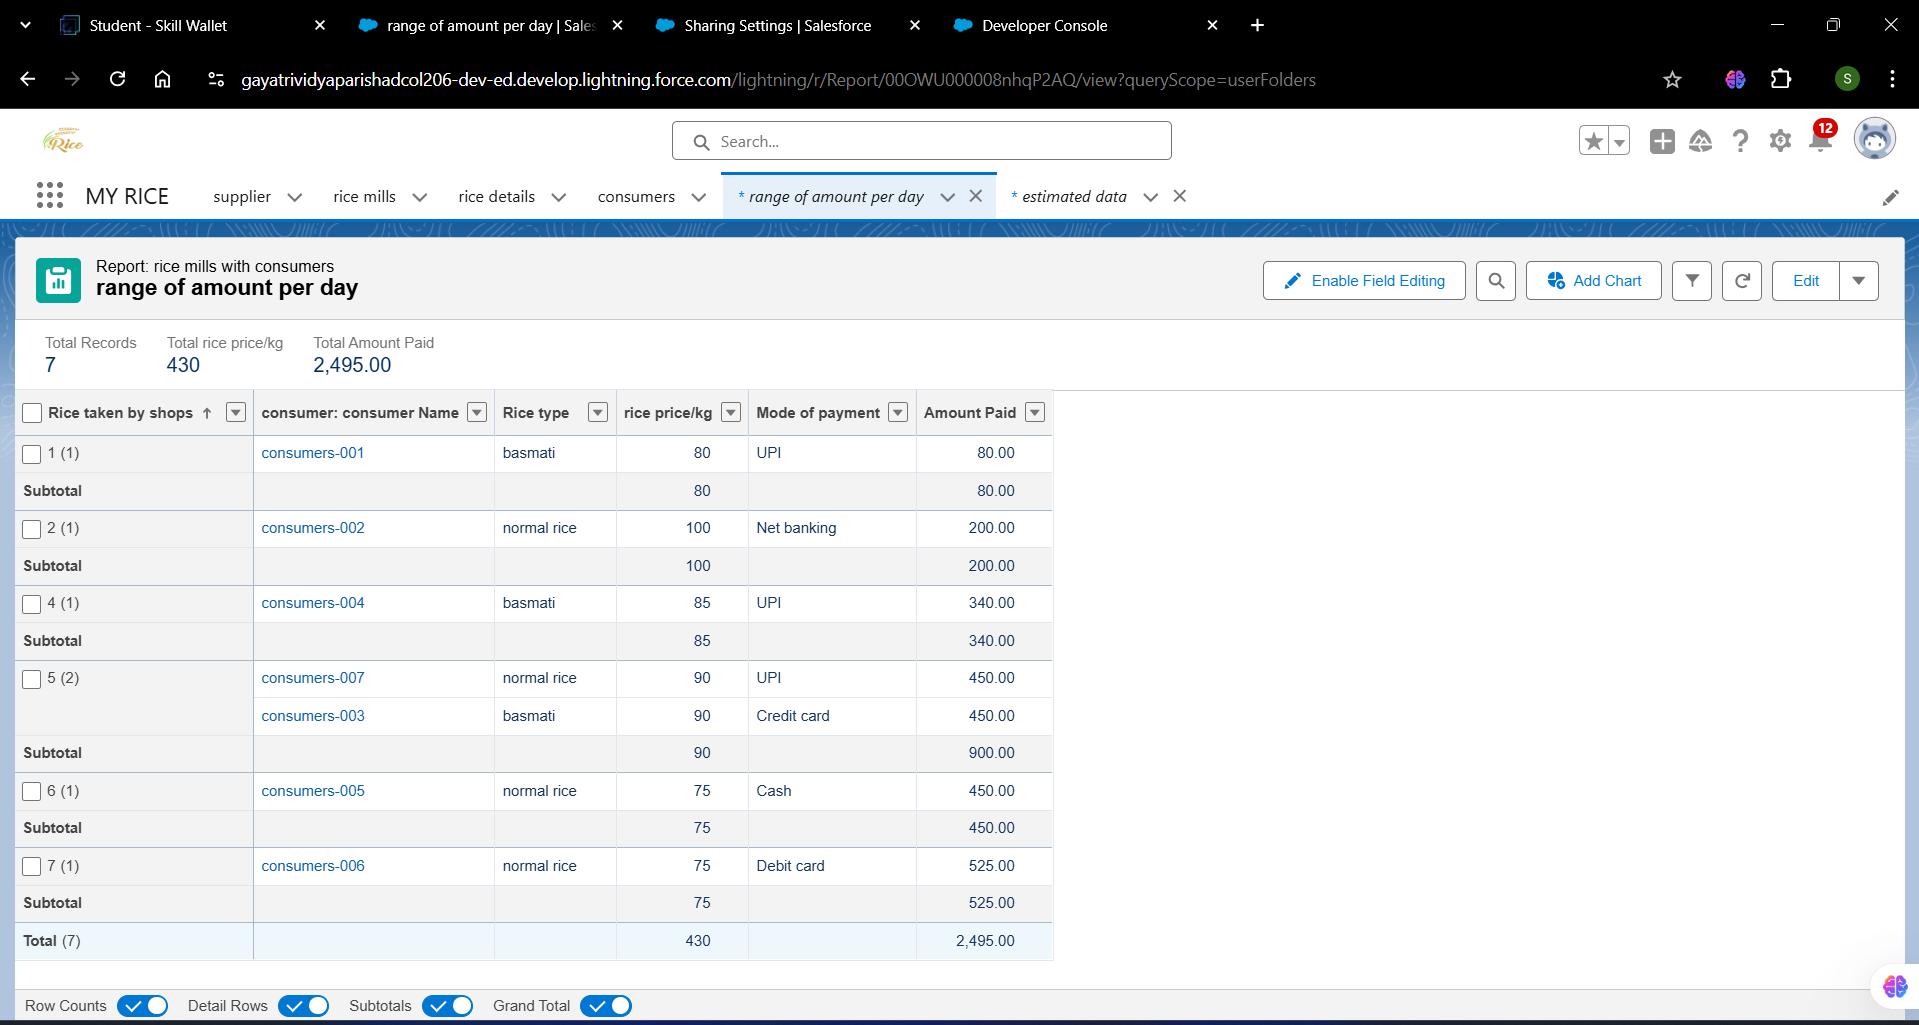 Student - Skill Wallet
range of amount per day | Sales
Sharing Settings | Salesforce
Developer Console
gayatrividyaparishadcol206-dev-ed.develop.lightning.force.com/lightning/r/Report/00OWU000008nhqP2AQ/view?queryScope=userFolders
S
Rice
Search...
12
MY RICE
supplier
rice mills
rice details
consumers
* range of amount per day
* estimated data
Report: rice mills with consumers
range of amount per day
Enable Field Editing
Add Chart
Edit
Total Records
7
Total rice price/kg
430
Total Amount Paid
2,495.00
Rice taken by shops ↑ consumer: consumer Name Rice type rice price/kg Mode of payment Amount Paid
1 (1) consumers-001 basmati 80 UPI 80.00
Subtotal 80 80.00
2 (1) consumers-002 normal rice 100 Net banking 200.00
Subtotal 100 200.00
4 (1) consumers-004 basmati 85 UPI 340.00
Subtotal 85 340.00
5 (2) consumers-007 normal rice 90 UPI 450.00
consumers-003 basmati 90 Credit card 450.00
Subtotal 90 900.00
6 (1) consumers-005 normal rice 75 Cash 450.00
Subtotal 75 450.00
7 (1) consumers-006 normal rice 75 Debit card 525.00
Subtotal 75 525.00
Total (7) 430 2,495.00
Row Counts Detail Rows Subtotals Grand Total